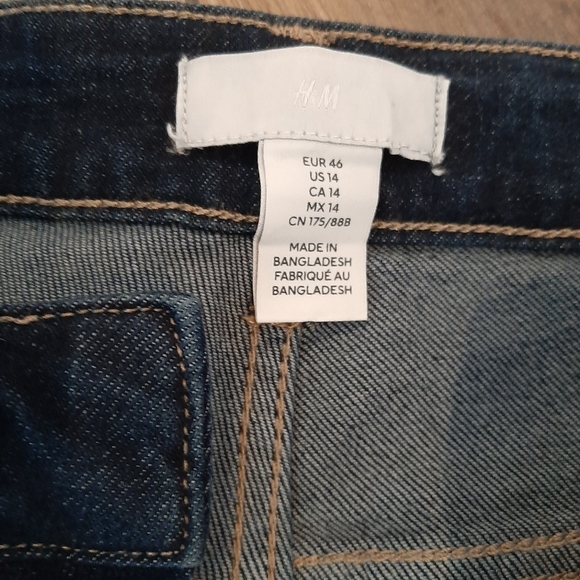 H&M
EUR 46
US 14
CA 14
MX 14
CN 175/88B
MADE IN
BANGLADESH
FABRIQUÉ AU
BANGLADESH